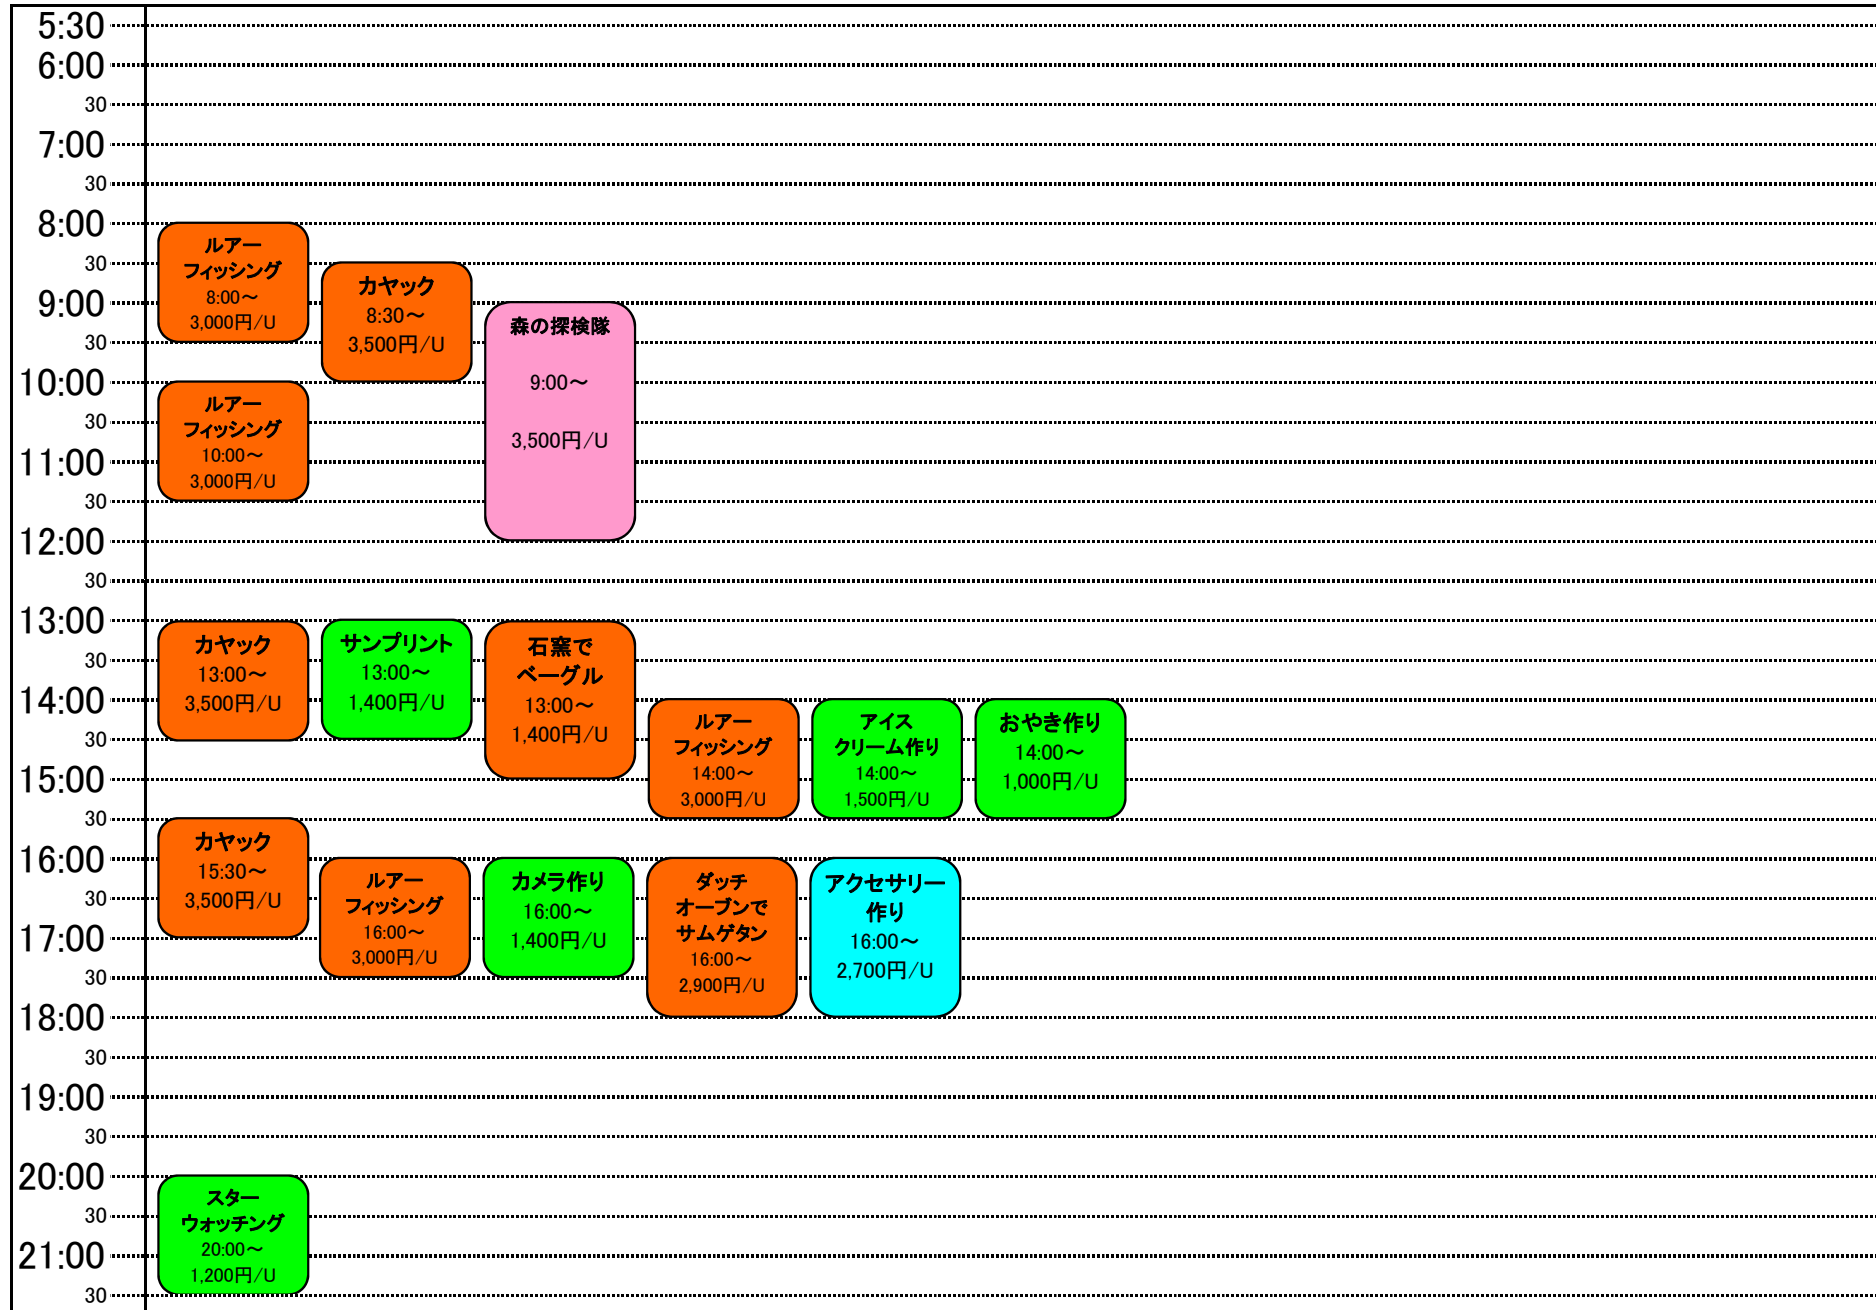 5:30
6:00
30
7:00
30
8:00
30
9:00
30
10:00
30
11:00
30
12:00
30
13:00
30
14:00
30
15:00
30
16:00
30
17:00
30
18:00
30
19:00
30
20:00
30
21:00
30
ルアー
フィッシング
8:00～
3,000円/U
カヤック
8:30～
3,500円/U
森の探検隊
9:00～
3,500円/U
ルアー
フィッシング
10:00～
3,000円/U
カヤック
13:00～
3,500円/U
サンプリント
13:00～
1,400円/U
石窯で
ベーグル
13:00～
1,400円/U
ルアー
フィッシング
14:00～
3,000円/U
アイス
クリーム作り
14:00～
1,500円/U
おやき作り
14:00～
1,000円/U
カヤック
15:30～
3,500円/U
ルアー
フィッシング
16:00～
3,000円/U
カメラ作り
16:00～
1,400円/U
ダッチ
オーブンで
サムゲタン
16:00～
2,900円/U
アクセサリー
作り
16:00～
2,700円/U
スター
ウォッチング
20:00～
1,200円/U